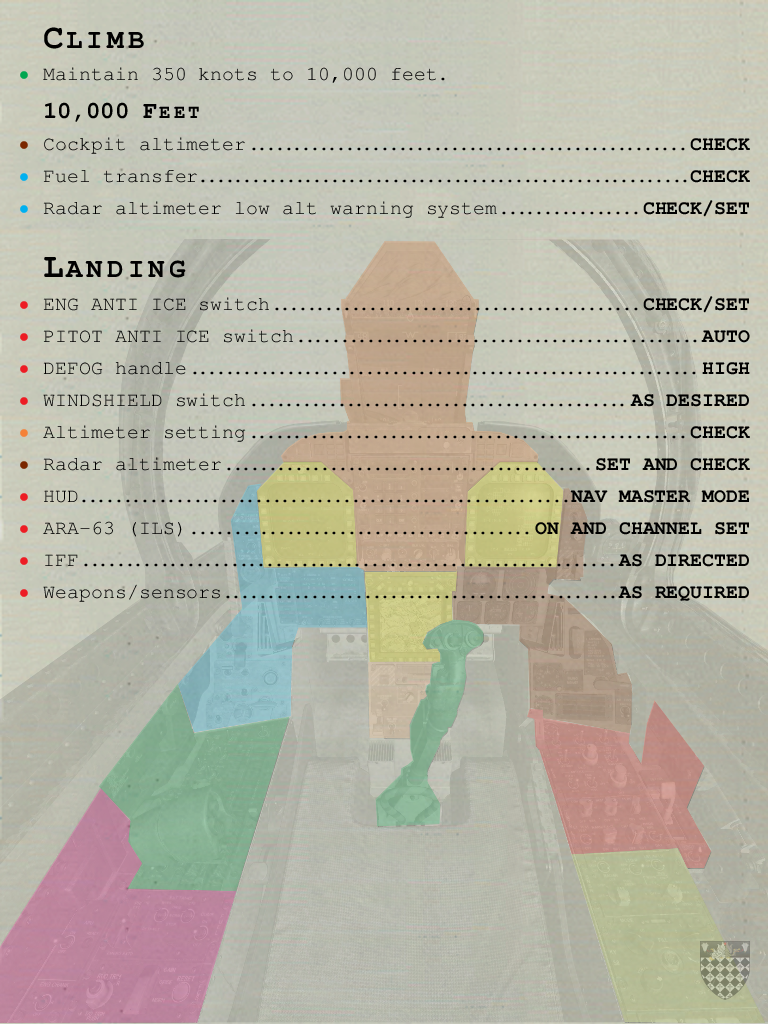 CLIMB
Maintain 350 knots to 10,000 feet.
10,000 FEET
Cockpit altimeter................................................CHECK
Fuel transfer.....................................................CHECK
Radar altimeter low alt warning system................CHECK/SET
LANDING
ENG ANTI ICE switch.........................................CHECK/SET
PITOT ANTI ICE switch.............................................AUTO
DEFOG handle........................................................HIGH
WINDSHIELD switch..........................................AS DESIRED
Altimeter setting................................................CHECK
Radar altimeter.........................................SET AND CHECK
HUD......................................................NAV MASTER MODE
ARA-63 (ILS)......................................ON AND CHANNEL SET
IFF...........................................................AS DIRECTED
Weapons/sensors...........................................AS REQUIRED